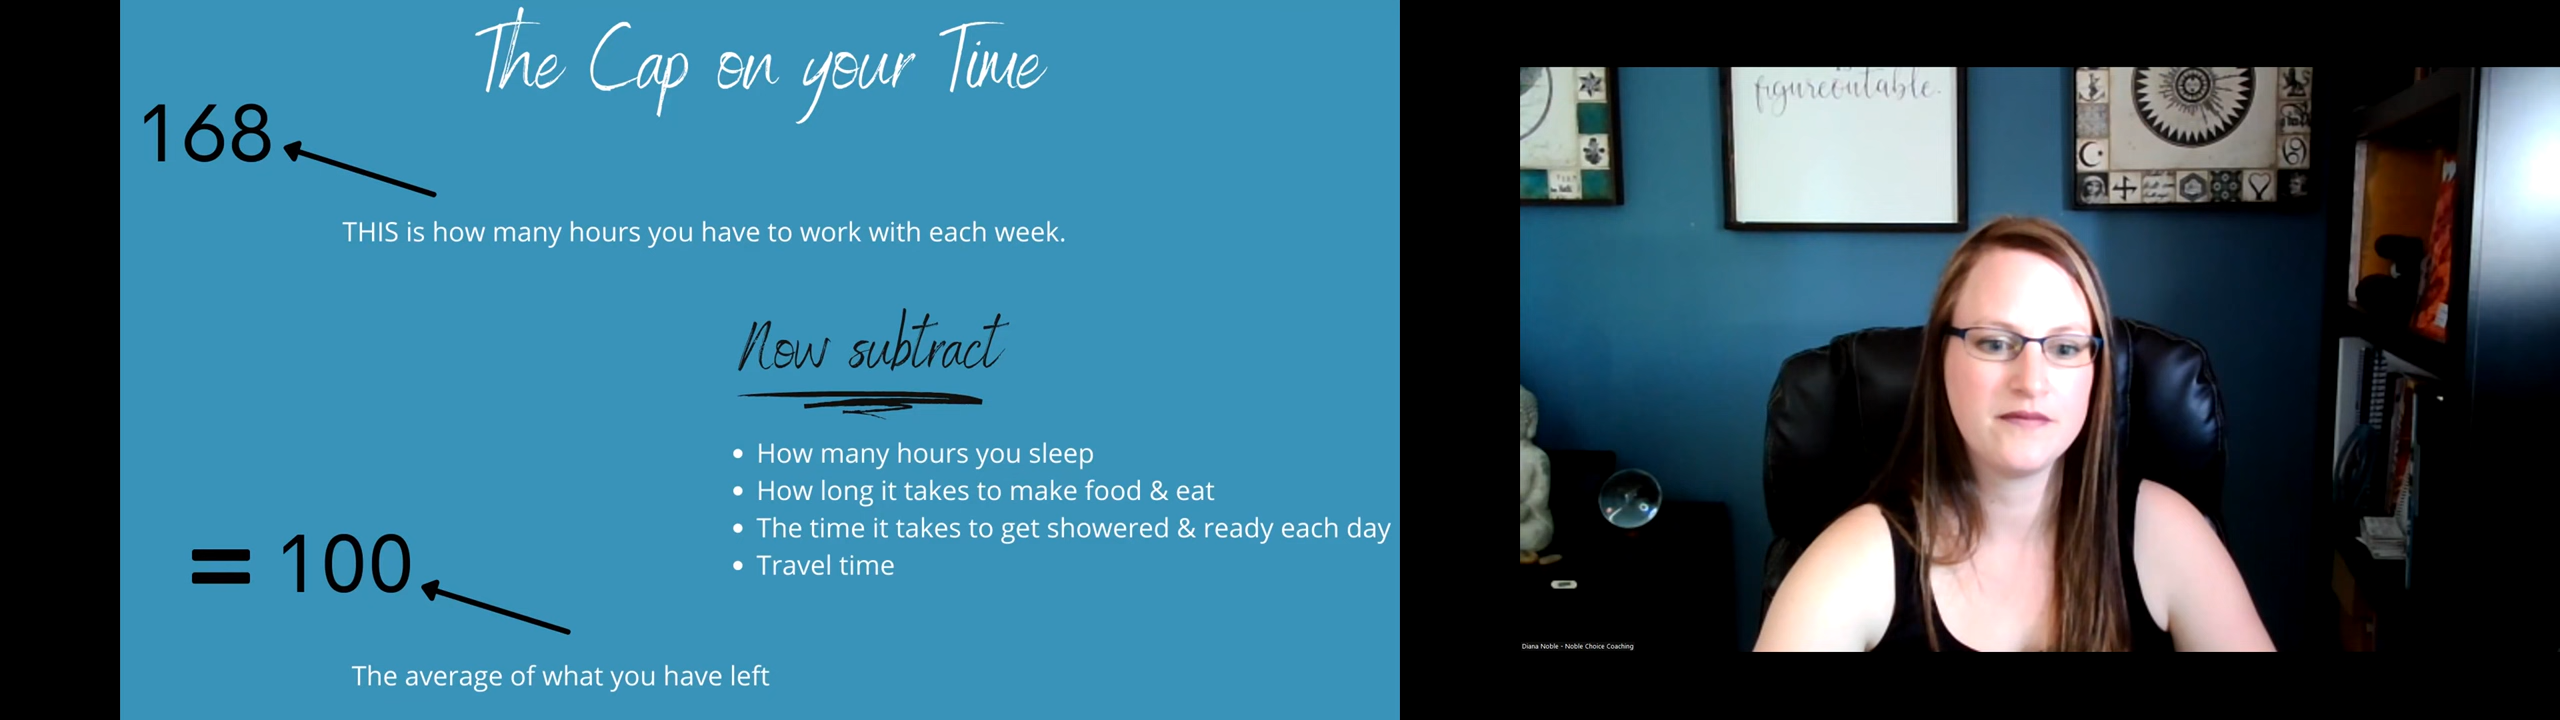 The Cap on your Time
168
THIS is how many hours you have to work with each week.
Now subtract
• How many hours you sleep
• How long it takes to make food & eat
• The time it takes to get showered & ready each day
• Travel time
= 100
The average of what you have left
figureoutable.
Diana Noble - Noble Choice Coaching